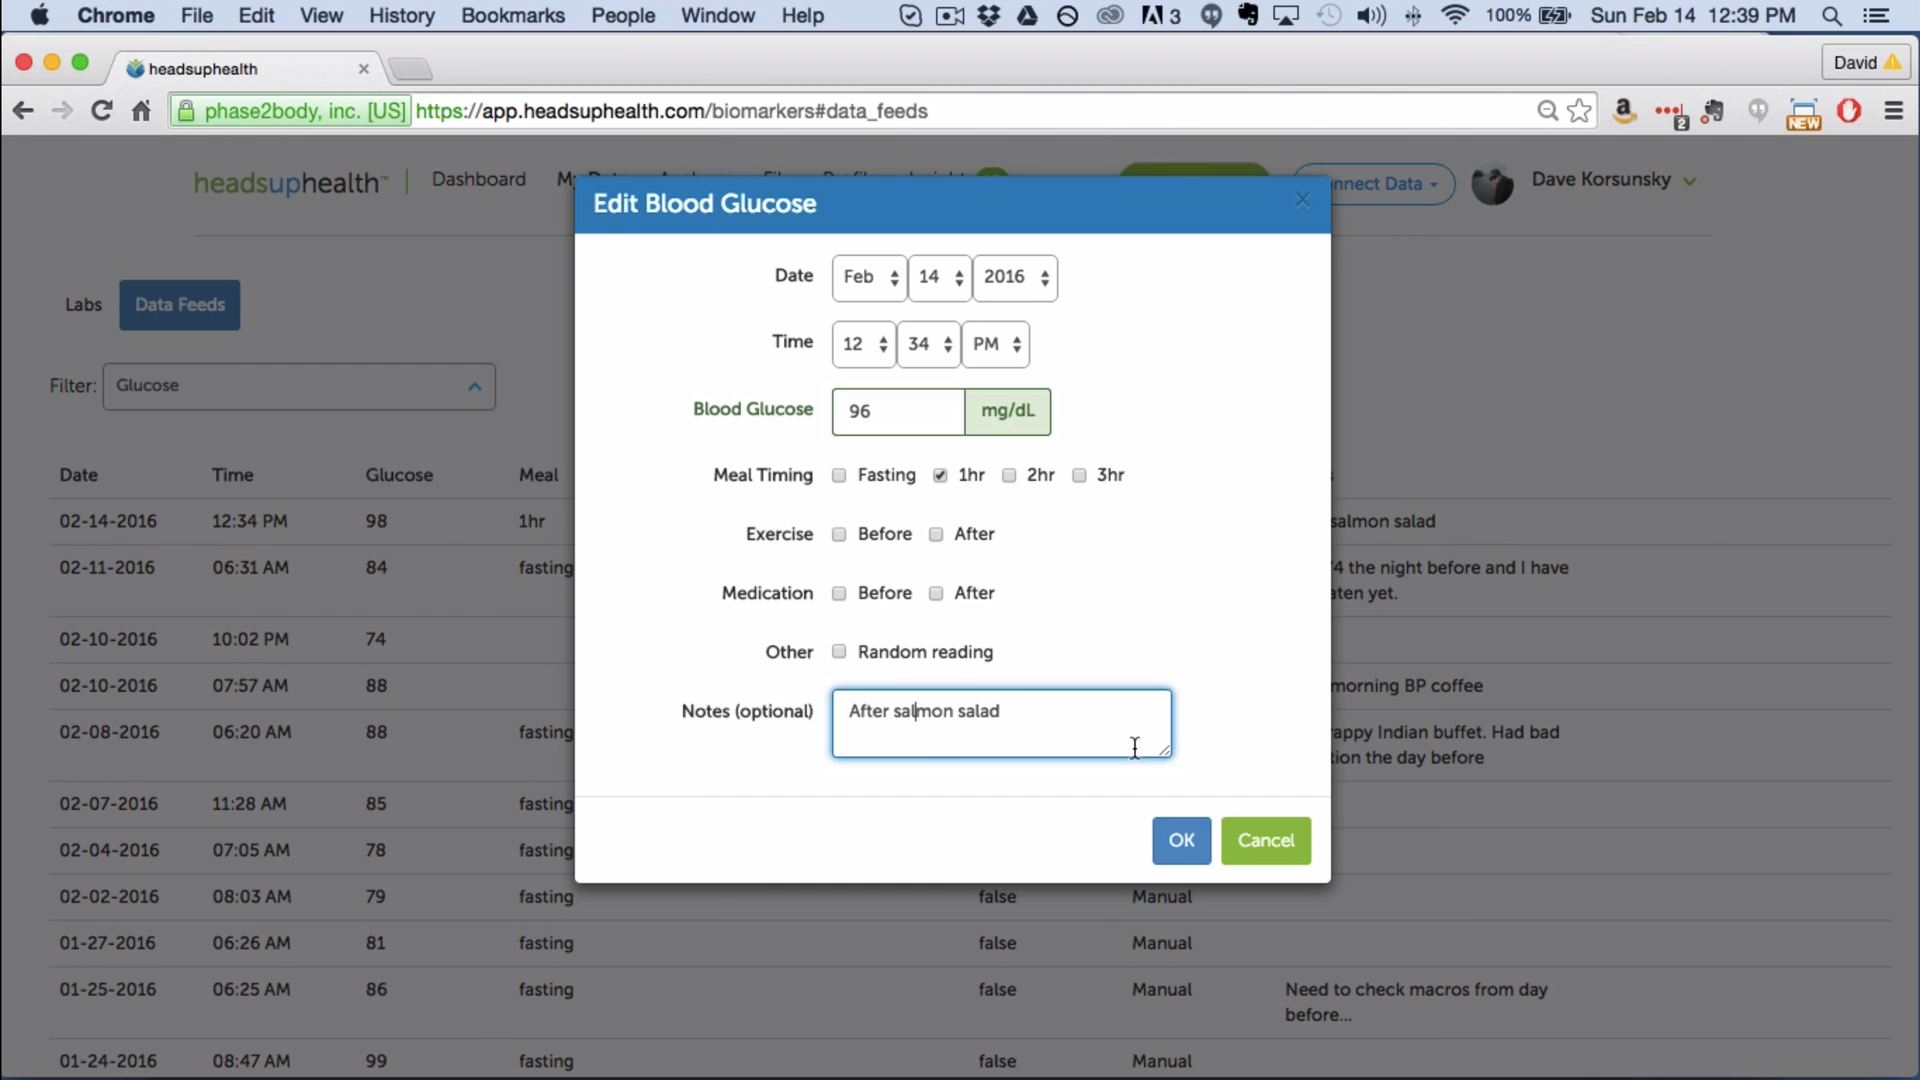 Chrome File Edit View History Bookmarks People Window Help 3 100% Sun Feb 14 12:39 PM
headsuphealth David
phase2body, inc. [US] https://app.headsuphealth.com/biomarkers#data_feeds 2 NEW
headsuphealth™ Dashboard Connect Data Dave Korsunsky
Edit Blood Glucose
Date Feb 14 2016
Labs Data Feeds
Time 12 34 PM
Filter: Glucose
Blood Glucose 96 mg/dL
Date Time Glucose Meal
Meal Timing Fasting 1hr 2hr 3hr
02-14-2016 12:34 PM 98 1hr salmon salad
Exercise Before After
02-11-2016 06:31 AM 84 fasting 4 the night before and I have
aten yet.
Medication Before After
02-10-2016 10:02 PM 74
Other Random reading
02-10-2016 07:57 AM 88 morning BP coffee
Notes (optional) After salmon salad
02-08-2016 06:20 AM 88 fasting appy Indian buffet. Had bad
tion the day before
02-07-2016 11:28 AM 85 fasting
OK Cancel
02-04-2016 07:05 AM 78 fasting
02-02-2016 08:03 AM 79 fasting false Manual
01-27-2016 06:26 AM 81 fasting false Manual
01-25-2016 06:25 AM 86 fasting false Manual Need to check macros from day
before...
01-24-2016 08:47 AM 99 fasting false Manual